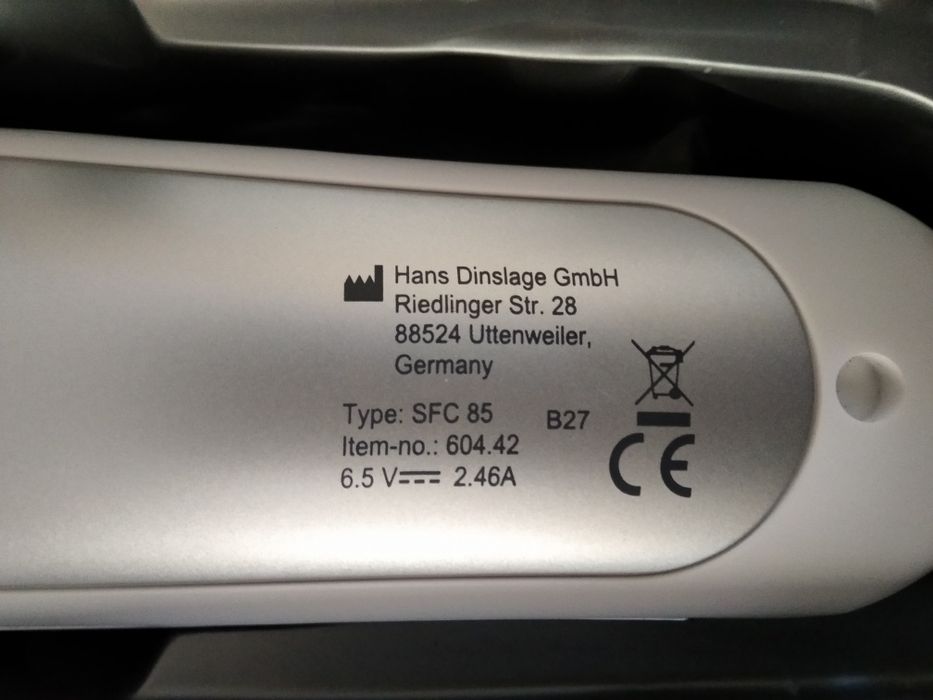 Hans Dinslage GmbH
Riedlinger Str. 28
88524 Uttenweiler,
Germany
Type: SFC 85
B27
Item-no.: 604.42
6.5 V⎓ 2.46A
CE